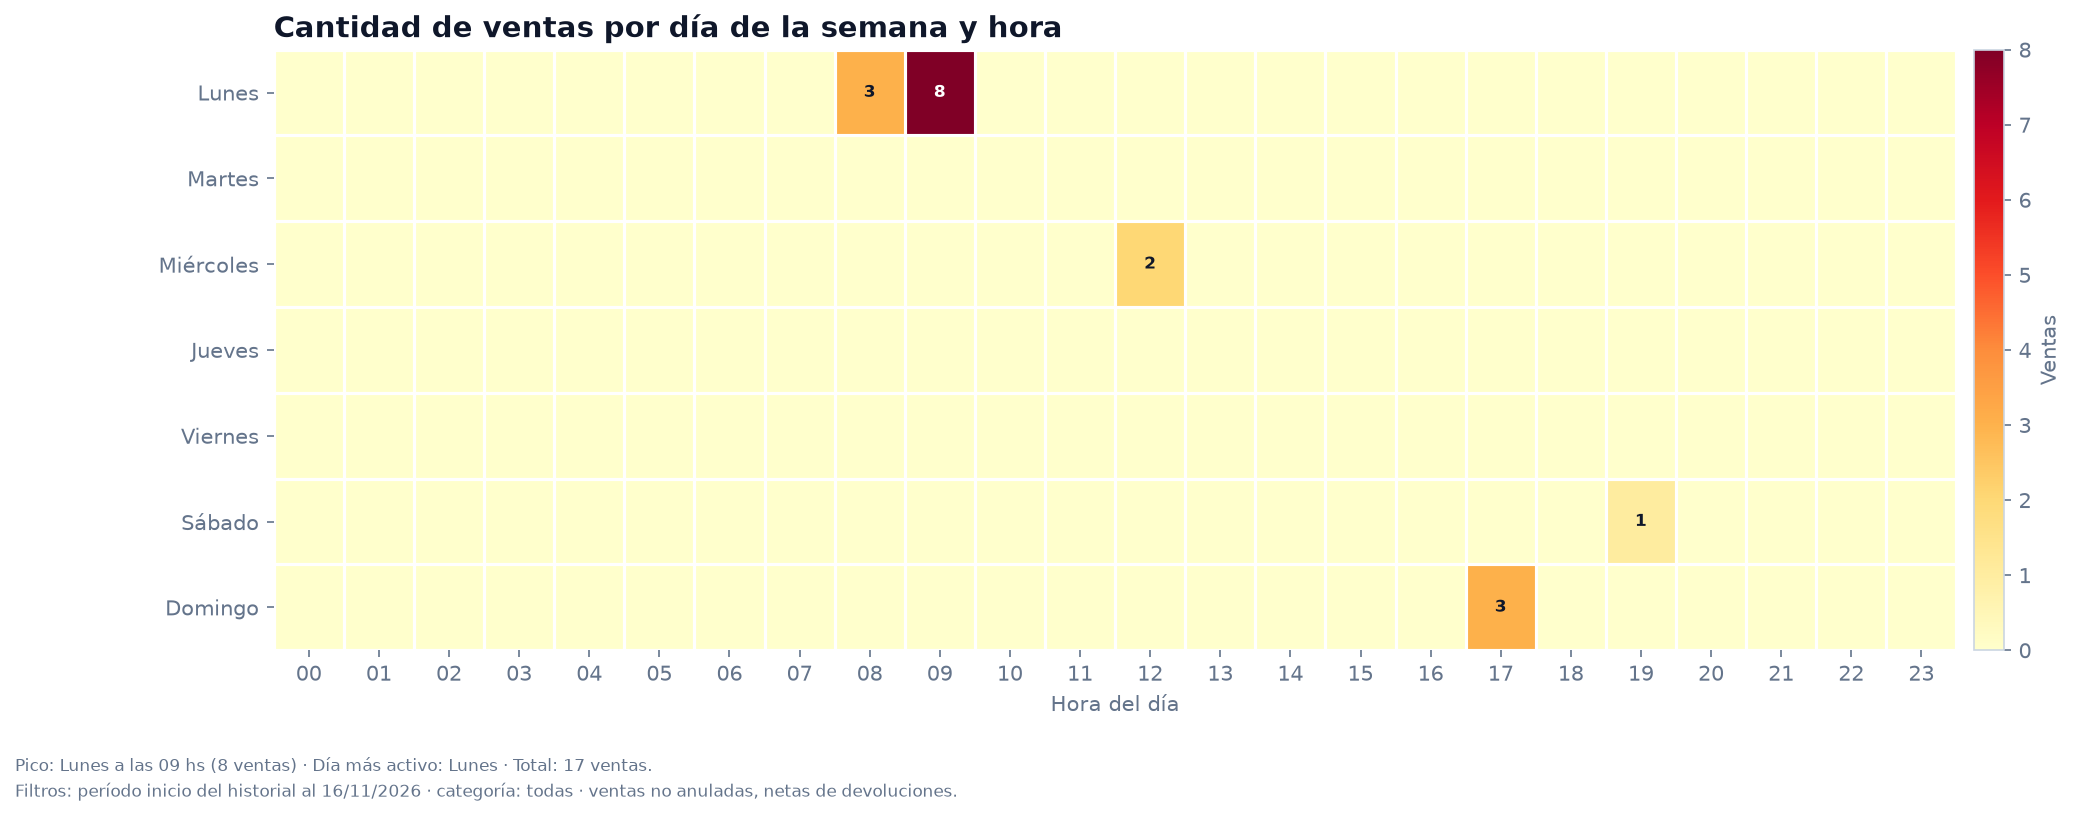 Cantidad de ventas por día de la semana y hora
Lunes
3
8
Martes
Miércoles
2
Jueves
Viernes
Sábado
1
Domingo
3
00 01 02 03 04 05 06 07 08 09 10 11 12 13 14 15 16 17 18 19 20 21 22 23
Hora del día
8
7
6
5
4
3
2
1
0
Ventas
Pico: Lunes a las 09 hs (8 ventas) · Día más activo: Lunes · Total: 17 ventas.
Filtros: período inicio del historial al 16/11/2026 · categoría: todas · ventas no anuladas, netas de devoluciones.